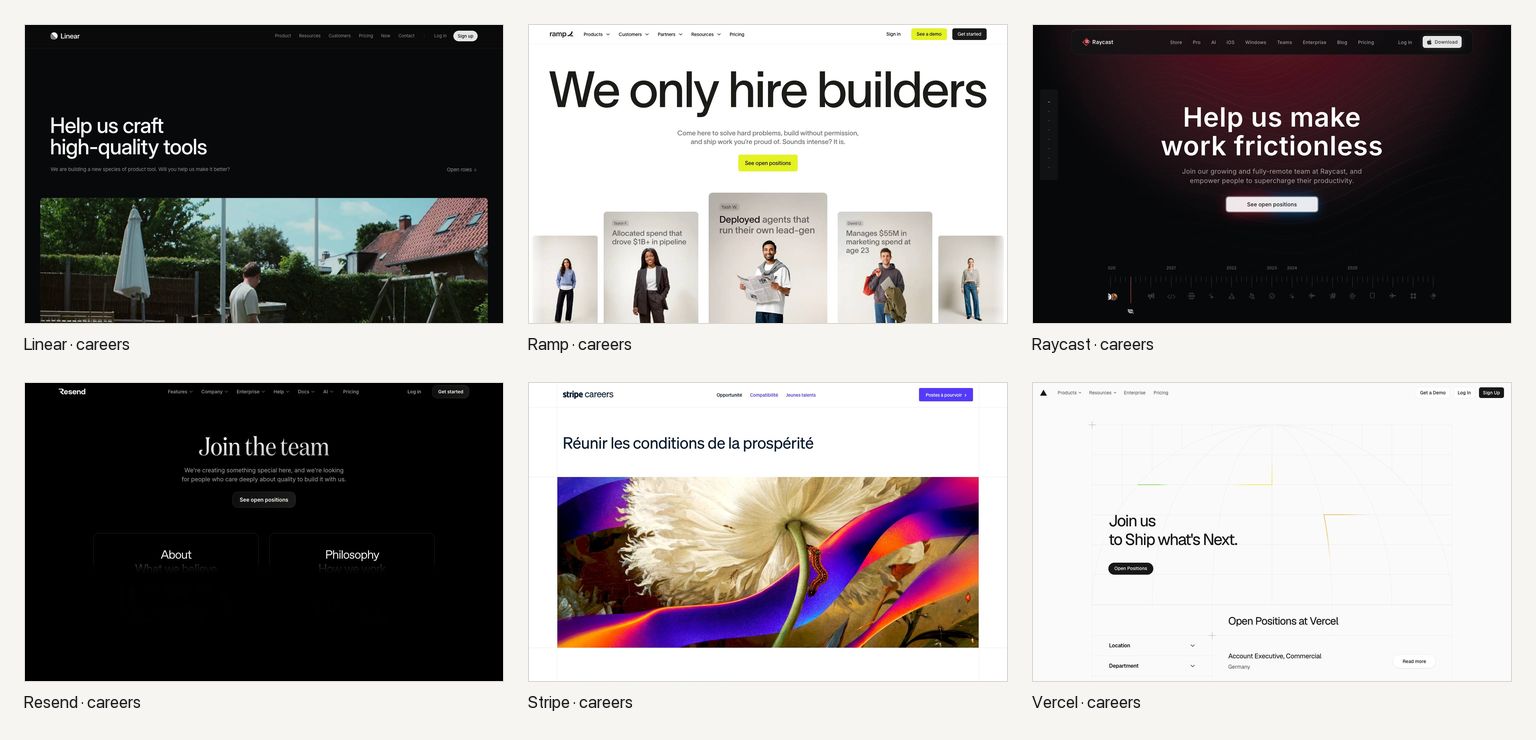 Linear
Product Resources Customers Pricing Now Contact Log in Sign up
Help us craft
high-quality tools
We are building a new species of product tool. Will you help us make it better?
Open roles
Linear · careers
ramp
Products Customers Partners Resources Pricing Sign in See a demo Get started
We only hire builders
Come here to solve hard problems, build without permission,
and ship work you're proud of. Sounds intense? It is.
See open positions
Allocated spend that
drove $1B+ in pipeline
Yash W.
Deployed agents that
run their own lead-gen
Manages $55M in
marketing spend at
age 23
Ramp · careers
Raycast
Store Pro AI iOS Windows Teams Enterprise Blog Pricing Log in Download
Help us make
work frictionless
Join our growing and fully-remote team at Raycast, and
empower people to supercharge their productivity.
See open positions
Raycast · careers
Resend
Features Company Enterprise Help Docs AI Pricing Log in Get started
Join the team
We're creating something special here, and we're looking
for people who care deeply about quality to build it with us.
See open positions
About
What we believe
Philosophy
How we work
Resend · careers
stripe careers
Opportunité Compatibilité Jeunes talents Postes à pourvoir
Réunir les conditions de la prospérité
Stripe · careers
Products Resources Enterprise Pricing Get a Demo Log In Sign Up
Join us
to Ship what's Next.
Open Positions
Open Positions at Vercel
Location
Department
Account Executive, Commercial
Germany
Read more
Vercel · careers